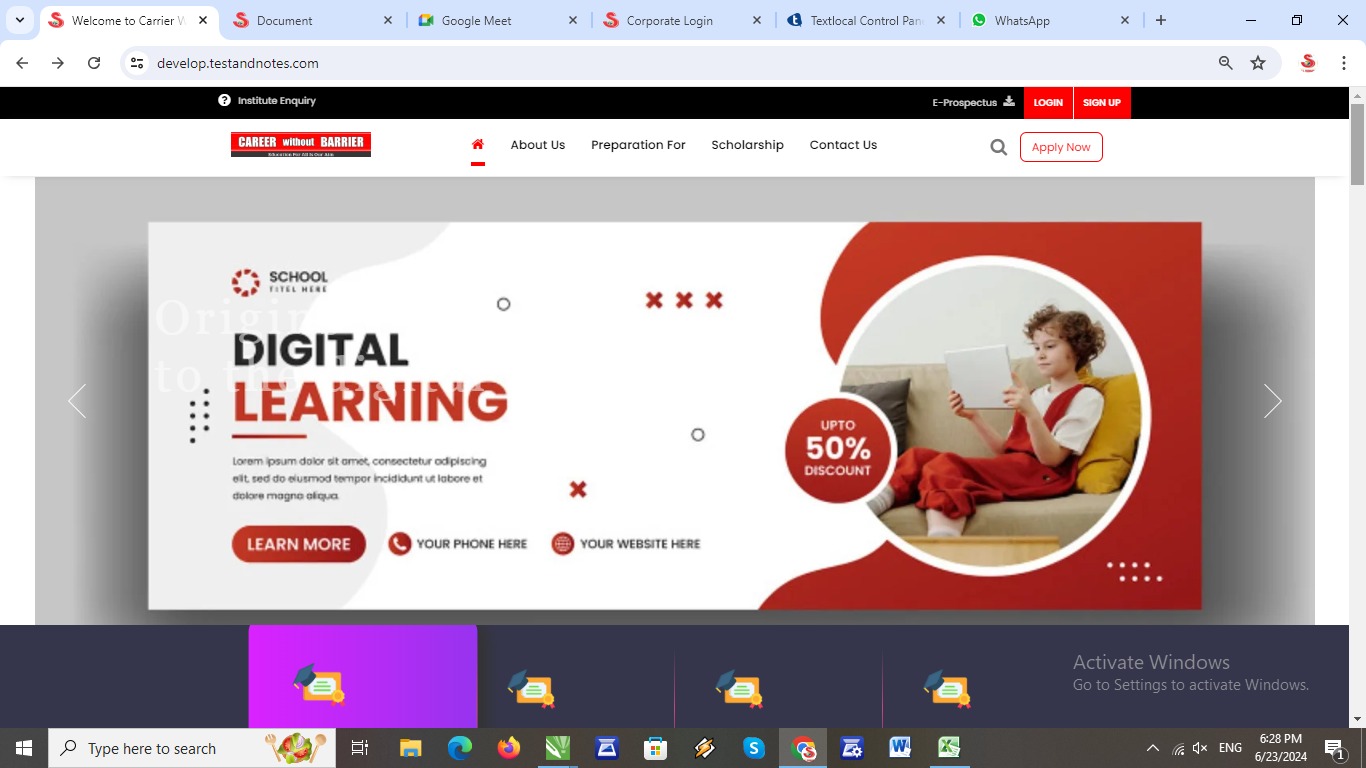 Welcome to Carrier W
Document
Google Meet
Corporate Login
Textlocal Control Pan
WhatsApp
develop.testandnotes.com
Institute Enquiry
E-Prospectus
LOGIN
SIGN UP
CAREER without BARRIER
Education For All Is Our Aim
About Us
Preparation For
Scholarship
Contact Us
Apply Now
SCHOOL
TITEL HERE
Origin
to the digital
DIGITAL
LEARNING
UPTO
50%
DISCOUNT
Lorem ipsum dolor sit amet, consectetur adipiscing
elit, sed do eiusmod tempor incididunt ut labore et
dolore magna aliqua.
LEARN MORE
YOUR PHONE HERE
YOUR WEBSITE HERE
Activate Windows
Go to Settings to activate Windows.
Type here to search
ENG
6:28 PM
6/23/2024
1